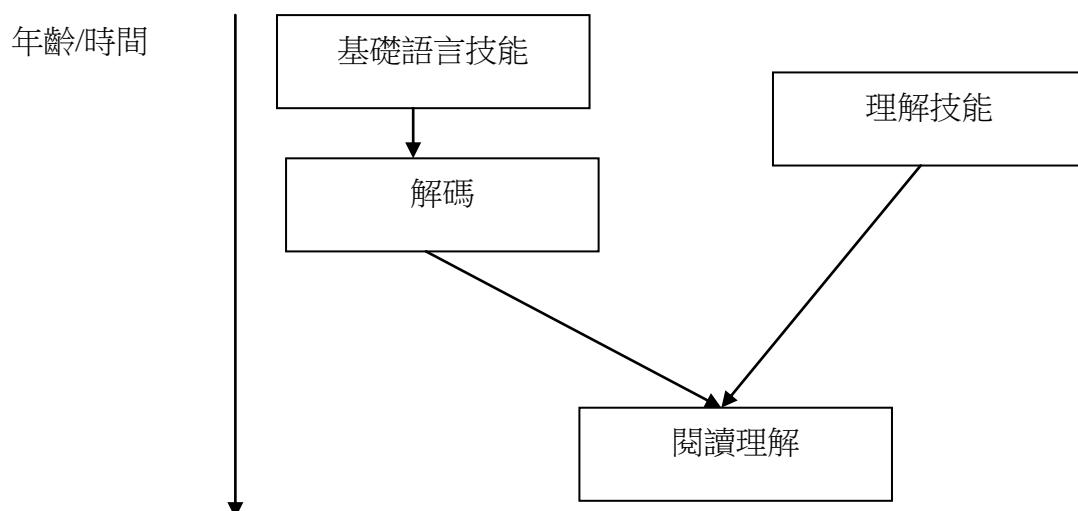 年齡/時間
基礎語言技能
理解技能
解碼
閱讀理解